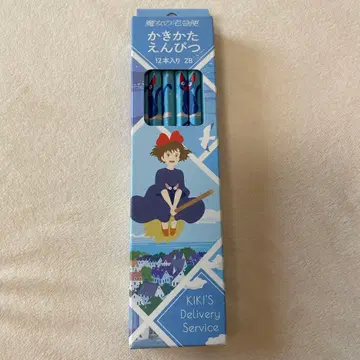 魔女の宅急便
かきかた
えんぴつ
12本入り 2B
KIKI'S
Delivery
Service